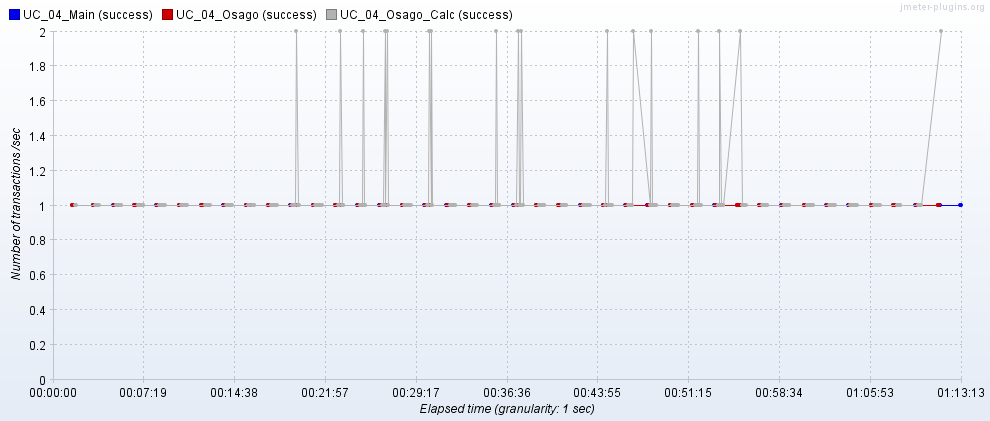 UC_04_Main (success) UC_04_Osago (success) UC_04_Osago_Calc (success)
jmeter-plugins.org
Number of transactions /sec
2
1.8
1.6
1.4
1.2
1
0.8
0.6
0.4
0.2
0
00:00:00 00:07:19 00:14:38 00:21:57 00:29:17 00:36:36 00:43:55 00:51:15 00:58:34 01:05:53 01:13:13
Elapsed time (granularity: 1 sec)